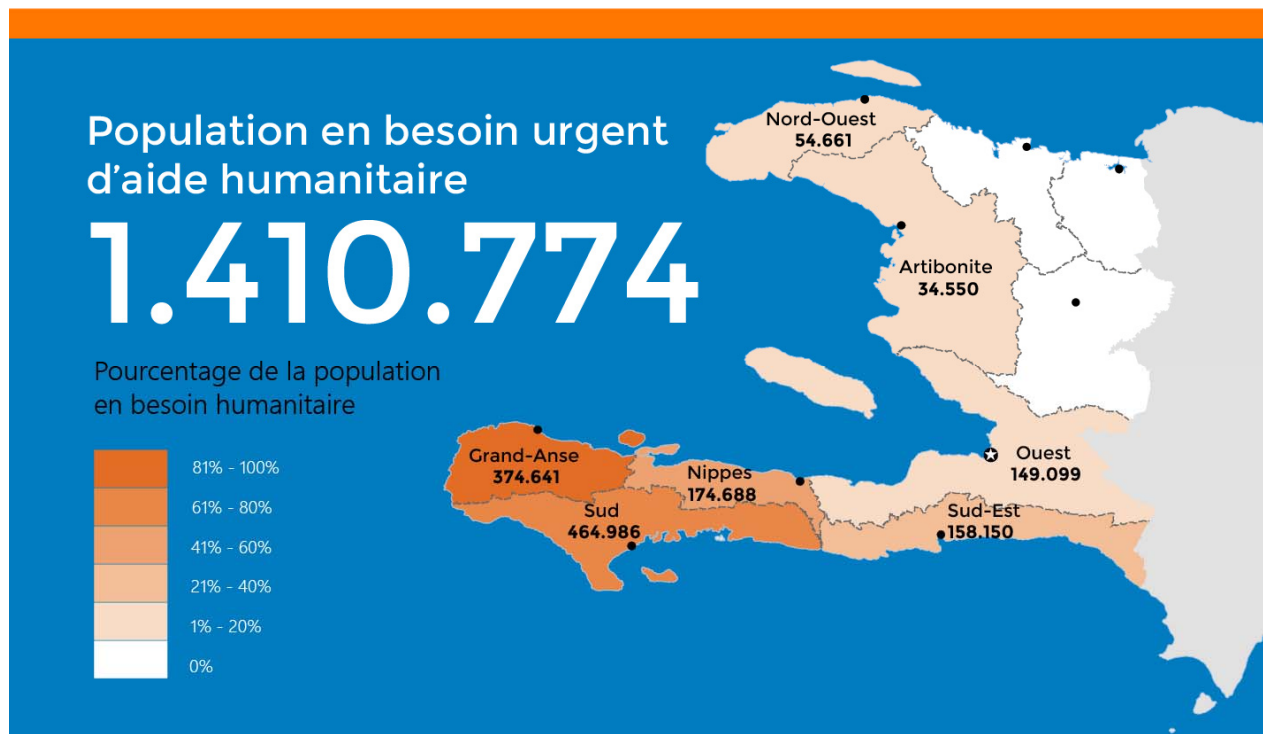 Population en besoin urgent
d'aide humanitaire
1.410.774
Pourcentage de la population
en besoin humanitaire
81% - 100%
61% - 80%
41% - 60%
21% - 40%
1% - 20%
0%
Nord-Ouest
54.661
Artibonite
34.550
Ouest
149.099
Sud-Est
158.150
Nippes
174.688
Grand-Anse
374.641
Sud
464.986